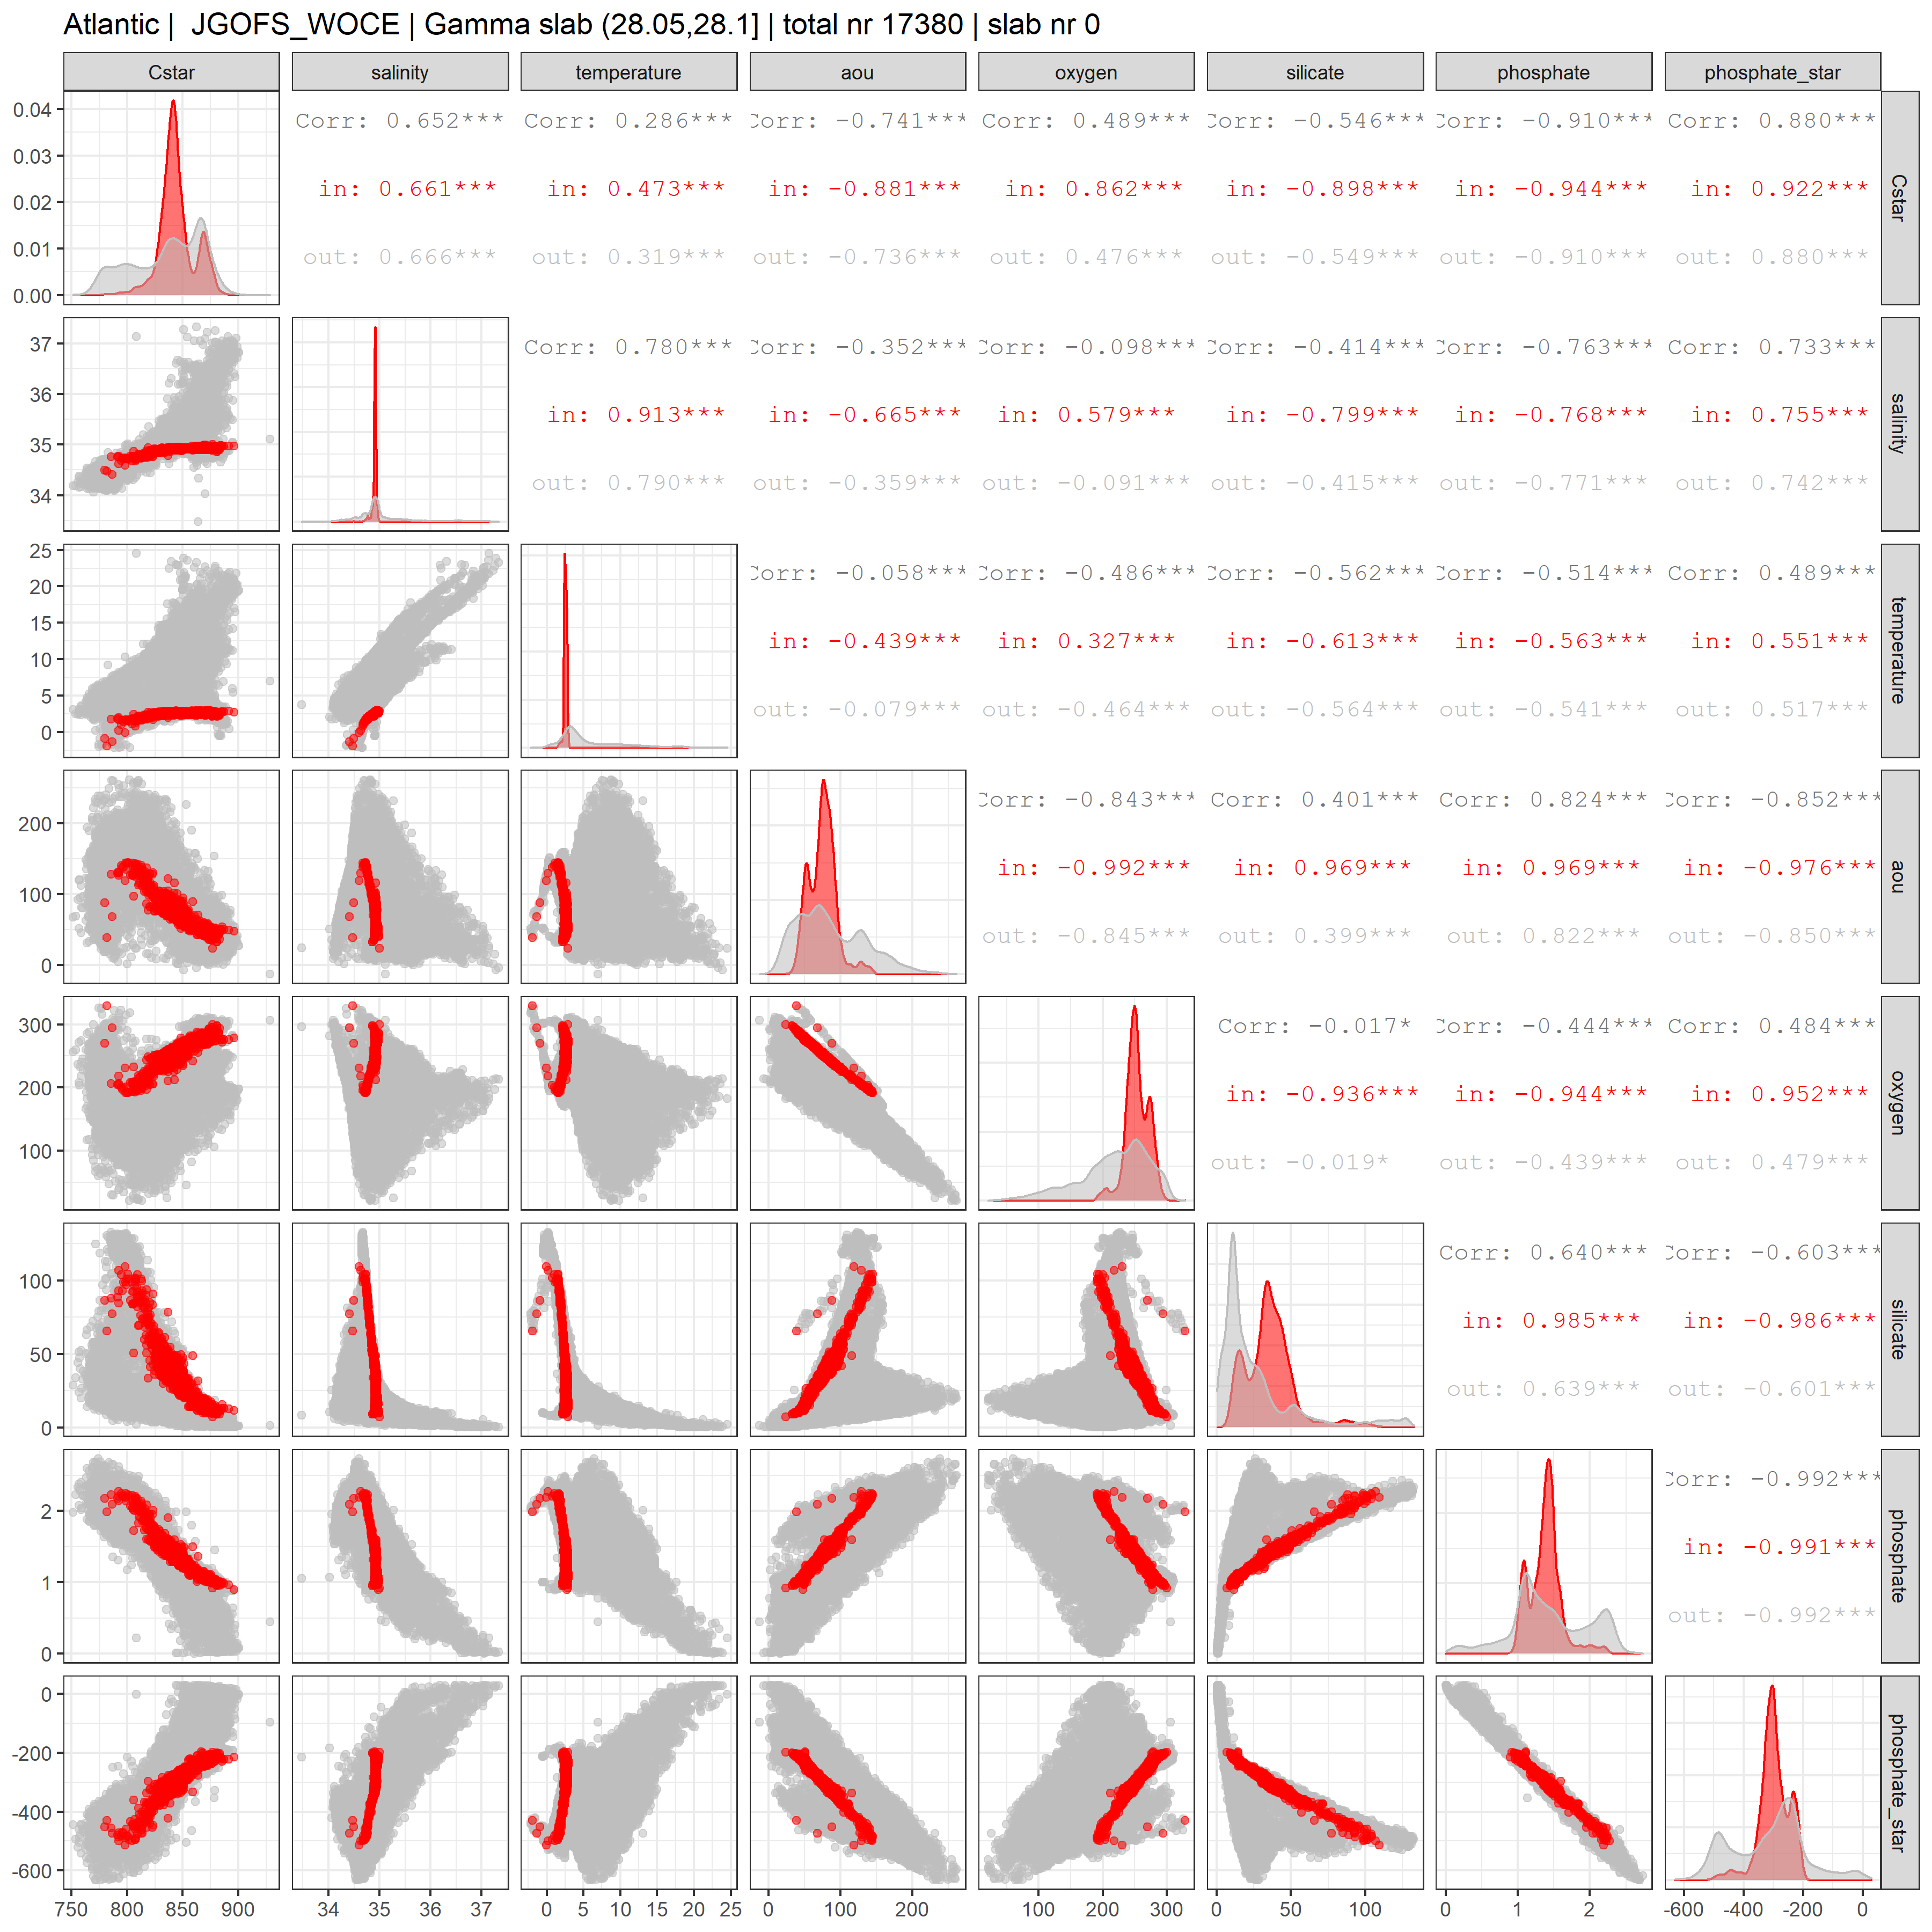 Atlantic |  JGOFS_WOCE | Gamma slab (28.05,28.1] | total nr 17380 | slab nr 0
Cstar salinity temperature aou oxygen silicate phosphate phosphate_star
0.04
0.03
0.02
0.01
0.00
Corr: 0.652*** Corr: 0.286*** Corr: -0.741*** Corr: 0.489*** Corr: -0.546*** Corr: -0.910*** Corr: 0.880***
in: 0.661*** in: 0.473*** in: -0.881*** in: 0.862*** in: -0.898*** in: -0.944*** in: 0.922***
out: 0.666*** out: 0.319*** out: -0.736*** out: 0.476*** out: -0.549*** out: -0.910*** out: 0.880***
Cstar
37
36
35
34
Corr: 0.780*** Corr: -0.352*** Corr: -0.098*** Corr: -0.414*** Corr: -0.763*** Corr: 0.733***
in: 0.913*** in: -0.665*** in: 0.579*** in: -0.799*** in: -0.768*** in: 0.755***
out: 0.790*** out: -0.359*** out: -0.091*** out: -0.415*** out: -0.771*** out: 0.742***
salinity
25
20
15
10
5
0
Corr: -0.058*** Corr: -0.486*** Corr: -0.562*** Corr: -0.514*** Corr: 0.489***
in: -0.439*** in: 0.327*** in: -0.613*** in: -0.563*** in: 0.551***
out: -0.079*** out: -0.464*** out: -0.564*** out: -0.541*** out: 0.517***
temperature
200
100
0
Corr: -0.843*** Corr: 0.401*** Corr: 0.824*** Corr: -0.852***
in: -0.992*** in: 0.969*** in: 0.969*** in: -0.976***
out: -0.845*** out: 0.399*** out: 0.822*** out: -0.850***
aou
300
200
100
Corr: -0.017* Corr: -0.444*** Corr: 0.484***
in: -0.936*** in: -0.944*** in: 0.952***
out: -0.019* out: -0.439*** out: 0.479***
oxygen
100
50
0
Corr: 0.640*** Corr: -0.603***
in: 0.985*** in: -0.986***
out: 0.639*** out: -0.601***
silicate
2
1
0
Corr: -0.992***
in: -0.991***
out: -0.992***
phosphate
0
-200
-400
-600
phosphate_star
750 800 850 900 34 35 36 37 0 5 10 15 20 25 0 100 200 100 200 300 0 50 100 0 1 2 -600 -400 -200 0